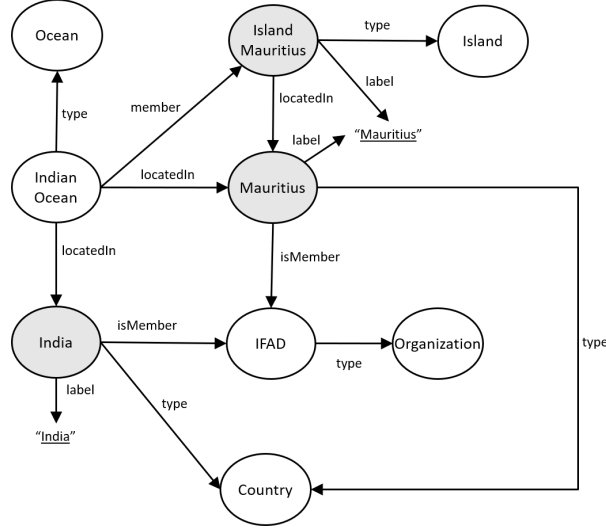 Ocean
Island
Mauritius
type
Island
label
member
locatedIn
type
label
"Mauritius"
Indian
Ocean
locatedIn
Mauritius
locatedIn
isMember
India
isMember
IFAD
type
Organization
type
label
type
"India"
Country